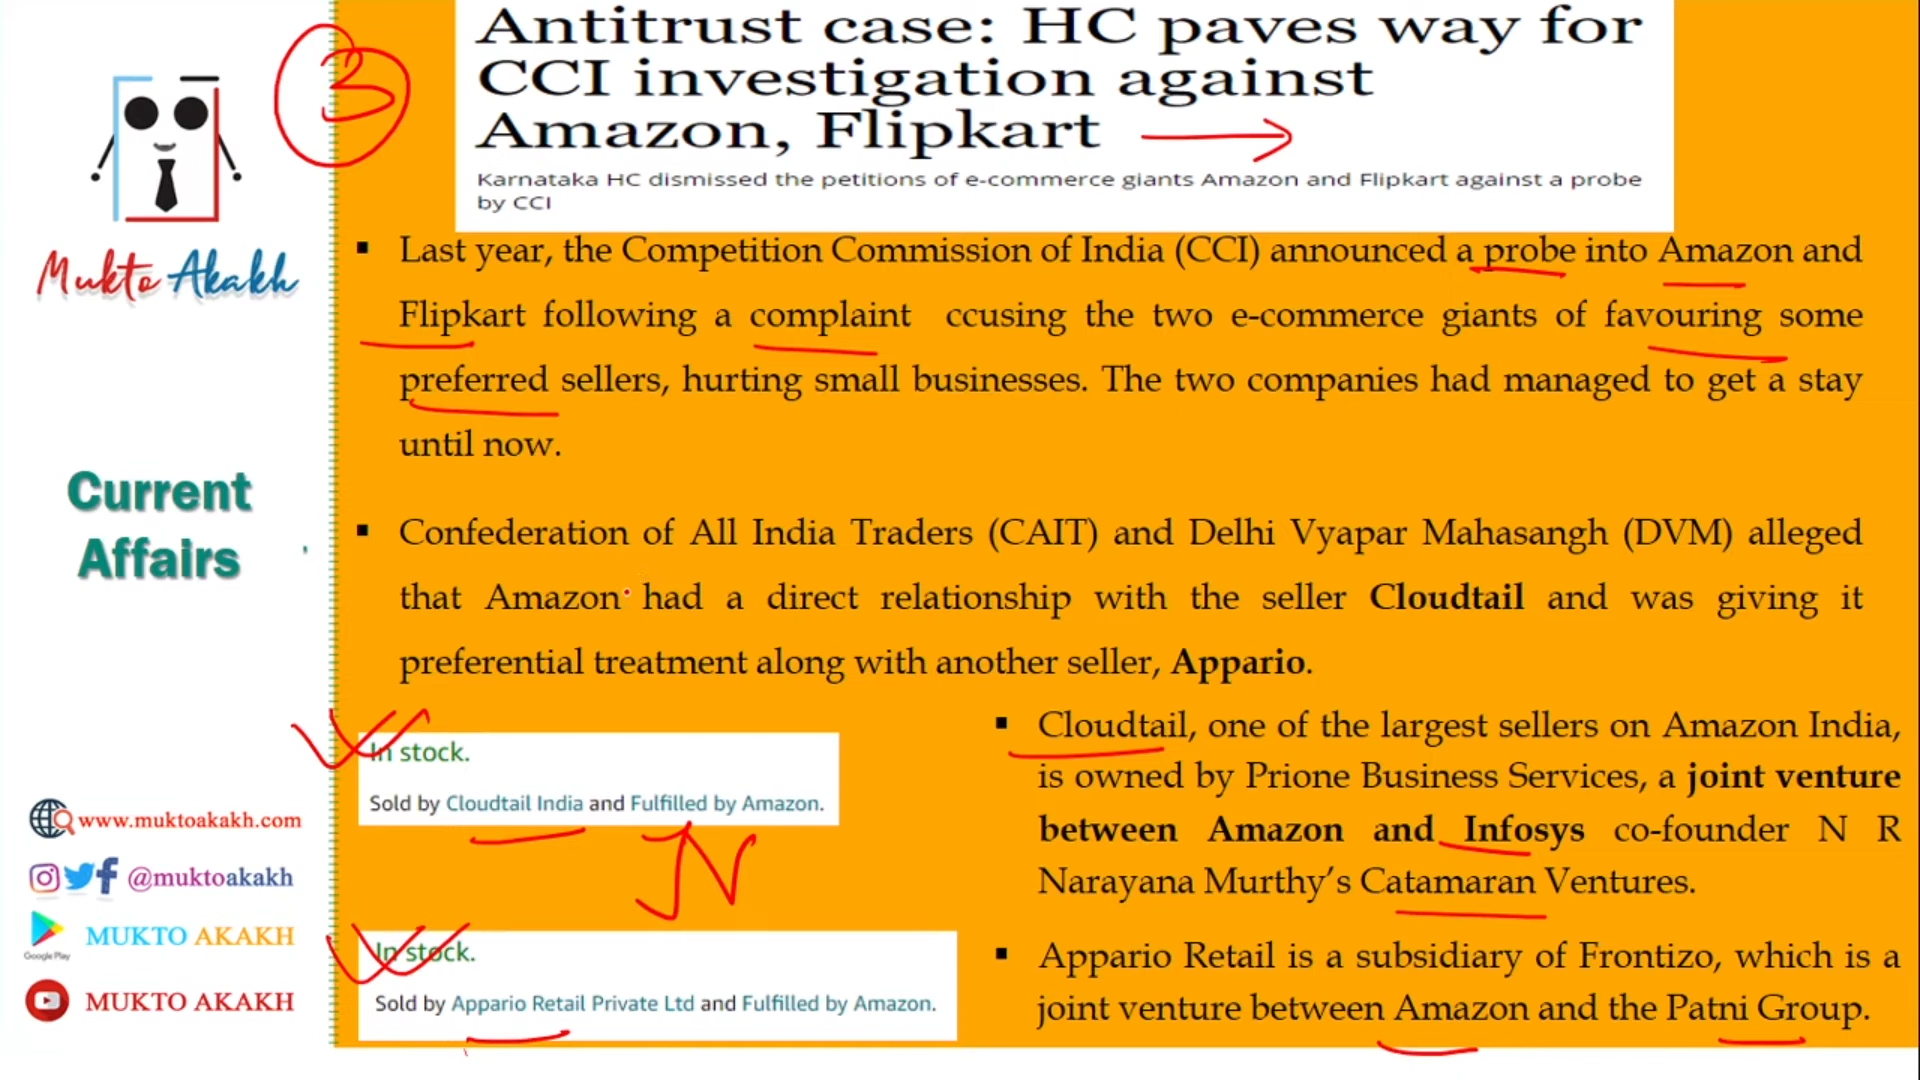 3
Antitrust case: HC paves way for
CCI investigation against
Amazon, Flipkart
Karnataka HC dismissed the petitions of e-commerce giants Amazon and Flipkart against a probe
by CCI
Mukto Akakh
Current
Affairs
www.muktoakakh.com
@muktoakakh
Google Play
MUKTO AKAKH
MUKTO AKAKH
▪ Last year, the Competition Commission of India (CCI) announced a probe into Amazon and
Flipkart following a complaint ccusing the two e-commerce giants of favouring some
preferred sellers, hurting small businesses. The two companies had managed to get a stay
until now.
▪ Confederation of All India Traders (CAIT) and Delhi Vyapar Mahasangh (DVM) alleged
that Amazon had a direct relationship with the seller Cloudtail and was giving it
preferential treatment along with another seller, Appario.
In stock.
Sold by Cloudtail India and Fulfilled by Amazon.
N
In stock.
Sold by Appario Retail Private Ltd and Fulfilled by Amazon.
▪ Cloudtail, one of the largest sellers on Amazon India,
is owned by Prione Business Services, a joint venture
between Amazon and Infosys co-founder N R
Narayana Murthy’s Catamaran Ventures.
▪ Appario Retail is a subsidiary of Frontizo, which is a
joint venture between Amazon and the Patni Group.